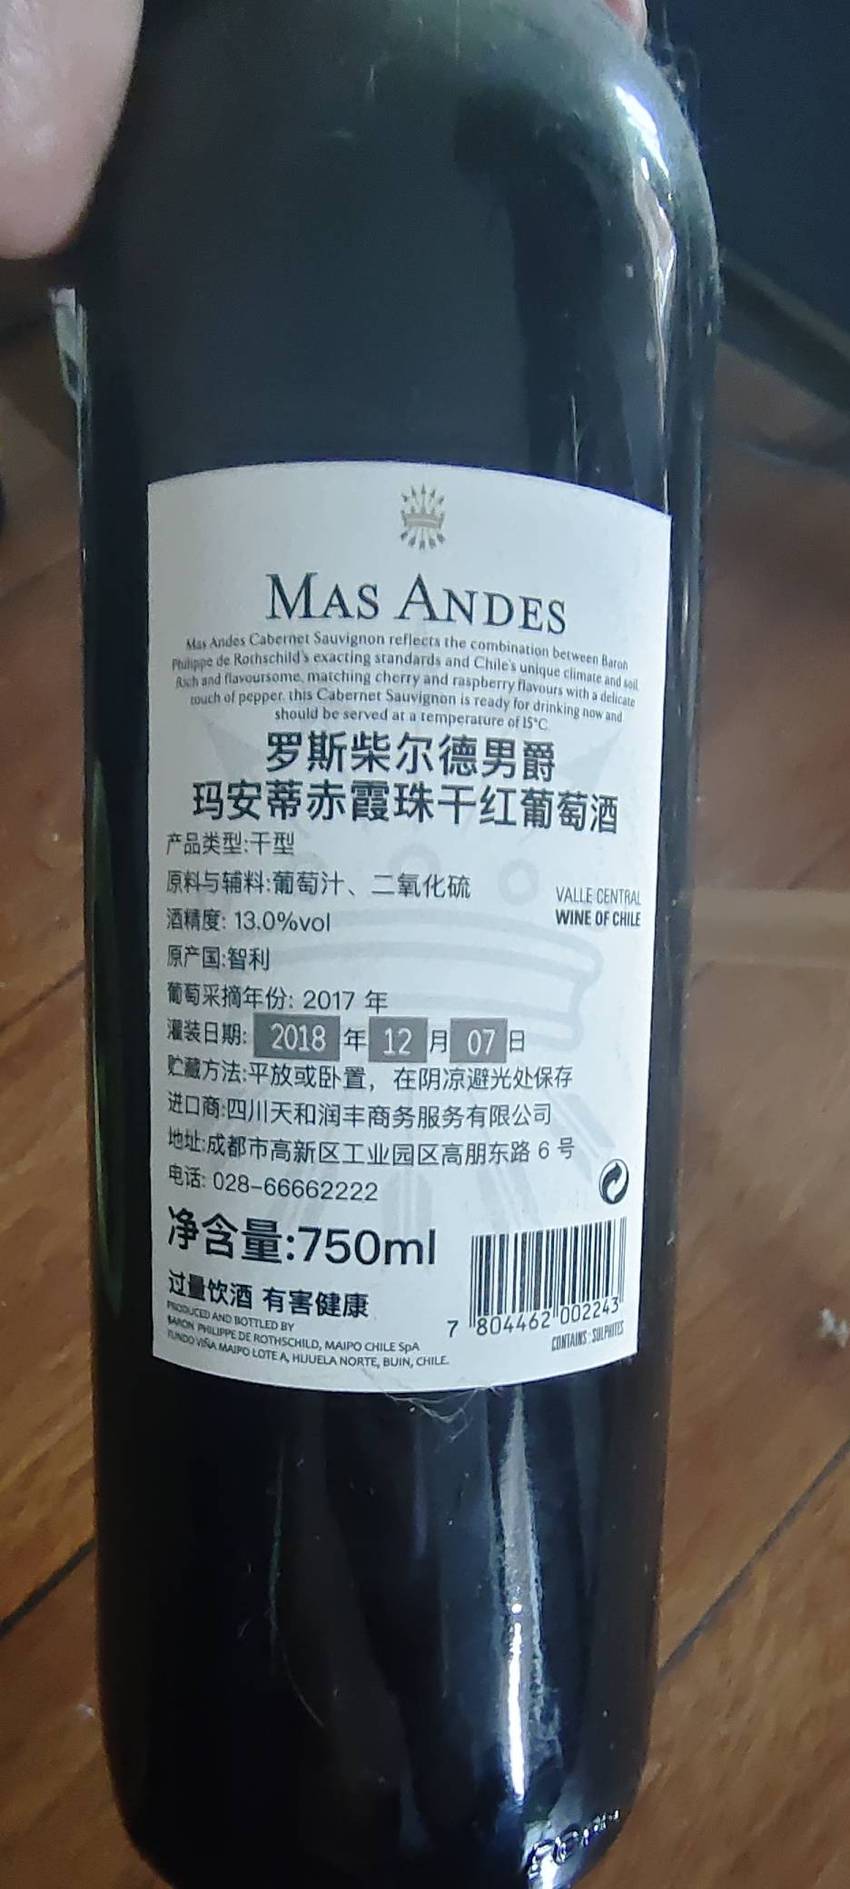 MAS ANDES
Mas Andes Cabernet Sauvignon reflects the combination between Baron
Philippe de Rothschild's exacting standards and Chile's unique climate and soil.
Rich and flavoursome, matching cherry and raspberry flavours with a delicate
touch of pepper, this Cabernet Sauvignon is ready for drinking now and
should be served at a temperature of 15°C.
罗斯柴尔德男爵
玛安蒂赤霞珠干红葡萄酒
产品类型:干型
原料与辅料:葡萄汁、二氧化硫
酒精度: 13.0%vol
VALLE CENTRAL
WINE OF CHILE
原产国:智利
葡萄采摘年份: 2017 年
灌装日期: 2018 年 12 月 07 日
贮藏方法:平放或卧置，在阴凉避光处保存
进口商:四川天和润丰商务服务有限公司
地址:成都市高新区工业园区高朋东路 6 号
电话: 028-66662222
净含量:750ml
过量饮酒 有害健康
PRODUCED AND BOTTLED BY
BARON PHILIPPE DE ROTHSCHILD, MAIPO CHILE SpA
FUNDO VIÑA MAIPO LOTE A, HIJUELA NORTE, BUIN, CHILE.
7 804462 002243
CONTAINS: SULPHITES